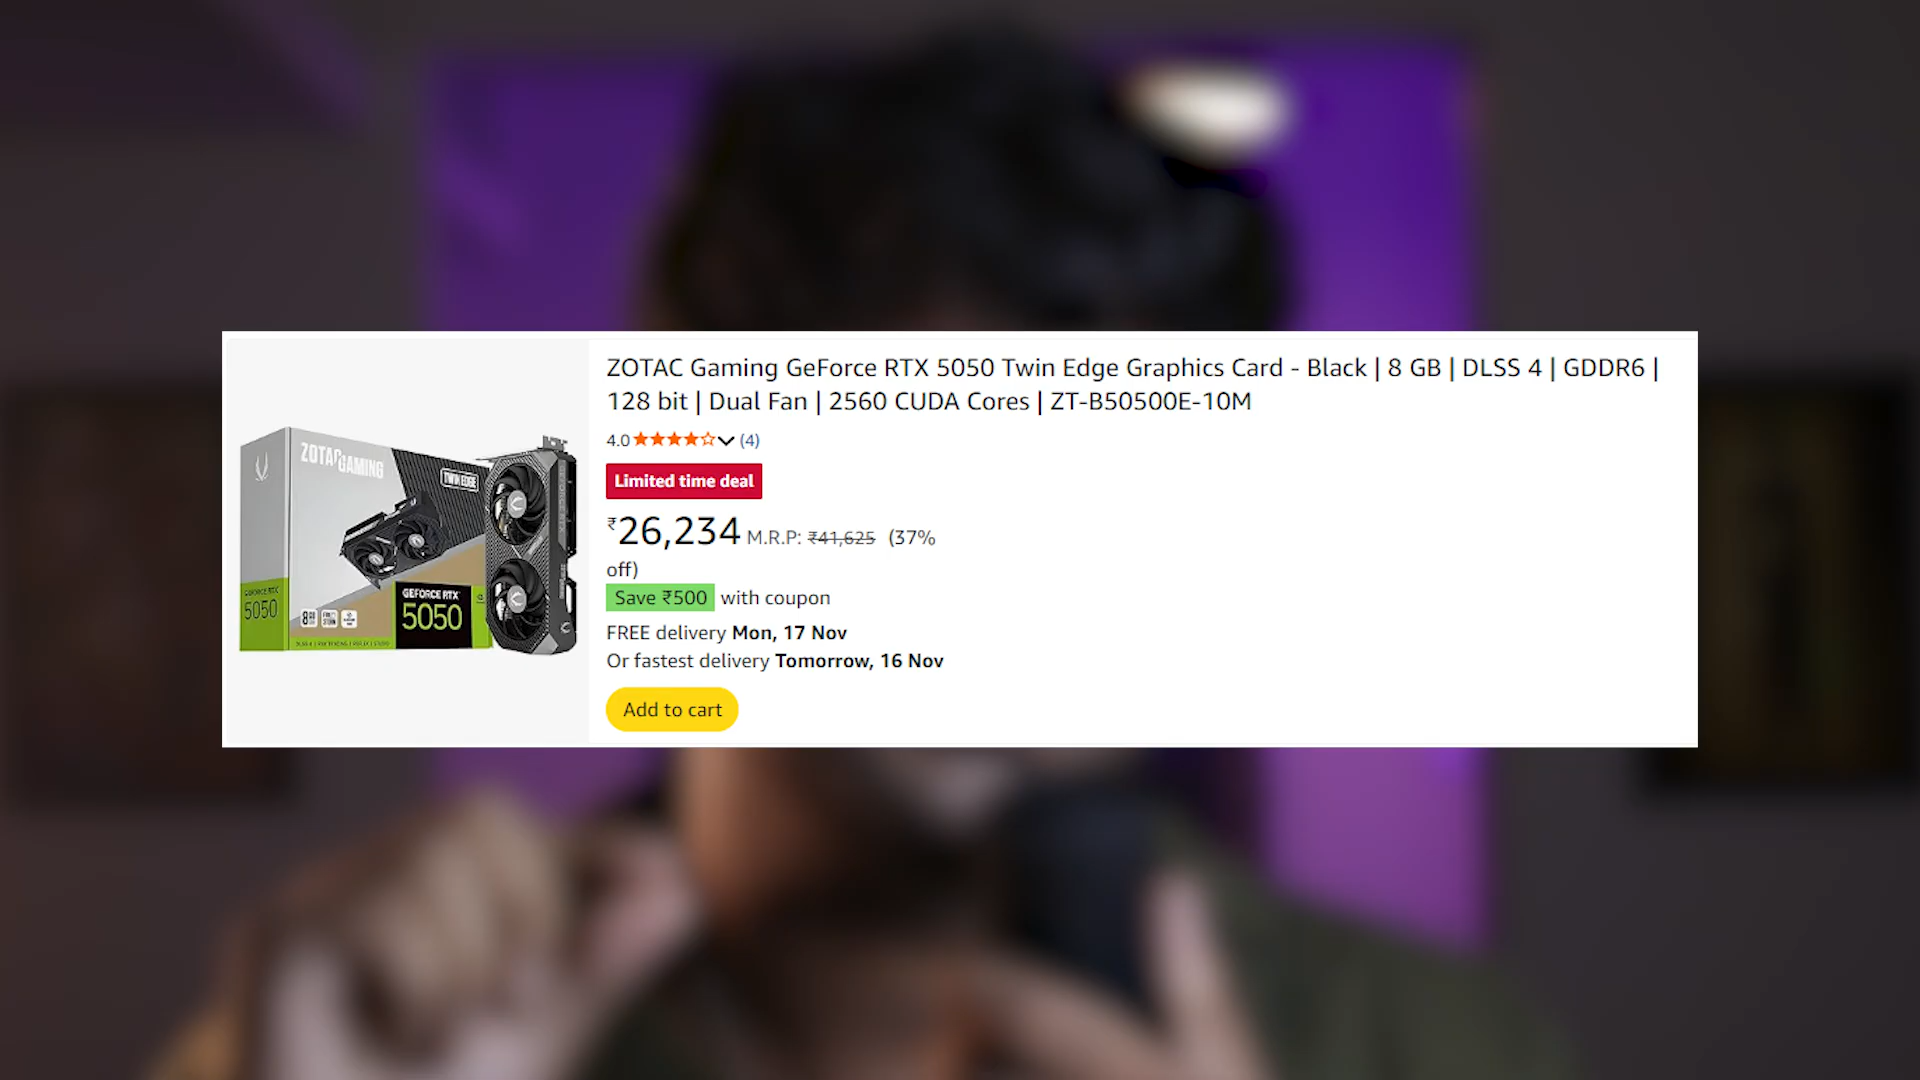 ZOTAC Gaming GeForce RTX 5050 Twin Edge Graphics Card - Black | 8 GB | DLSS 4 | GDDR6 |
128 bit | Dual Fan | 2560 CUDA Cores | ZT-B50500E-10M
4.0 (4)
Limited time deal
₹26,234 M.R.P: ₹41,625 (37%
off)
Save ₹500 with coupon
FREE delivery Mon, 17 Nov
Or fastest delivery Tomorrow, 16 Nov
Add to cart
ZOTAC GAMING
TWIN EDGE
GEFORCE RTX
5050
GEFORCE RTX
5050
8GB